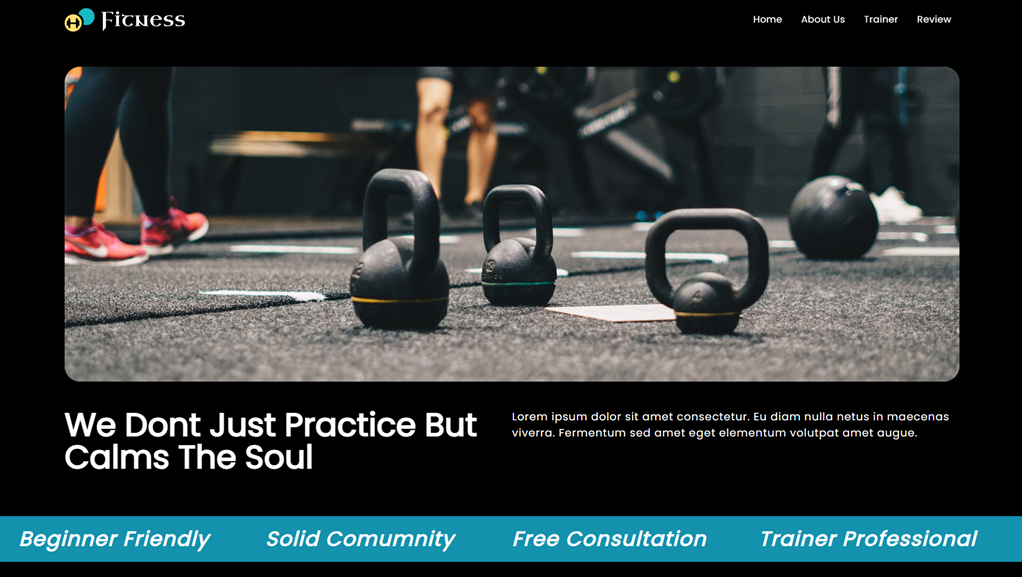 H Fitness
Home About Us Trainer Review
We Dont Just Practice But
Calms The Soul
Lorem ipsum dolor sit amet consectetur. Eu diam nulla netus in maecenas
viverra. Fermentum sed amet eget elementum volutpat amet augue.
Beginner Friendly Solid Comumnity Free Consultation Trainer Professional